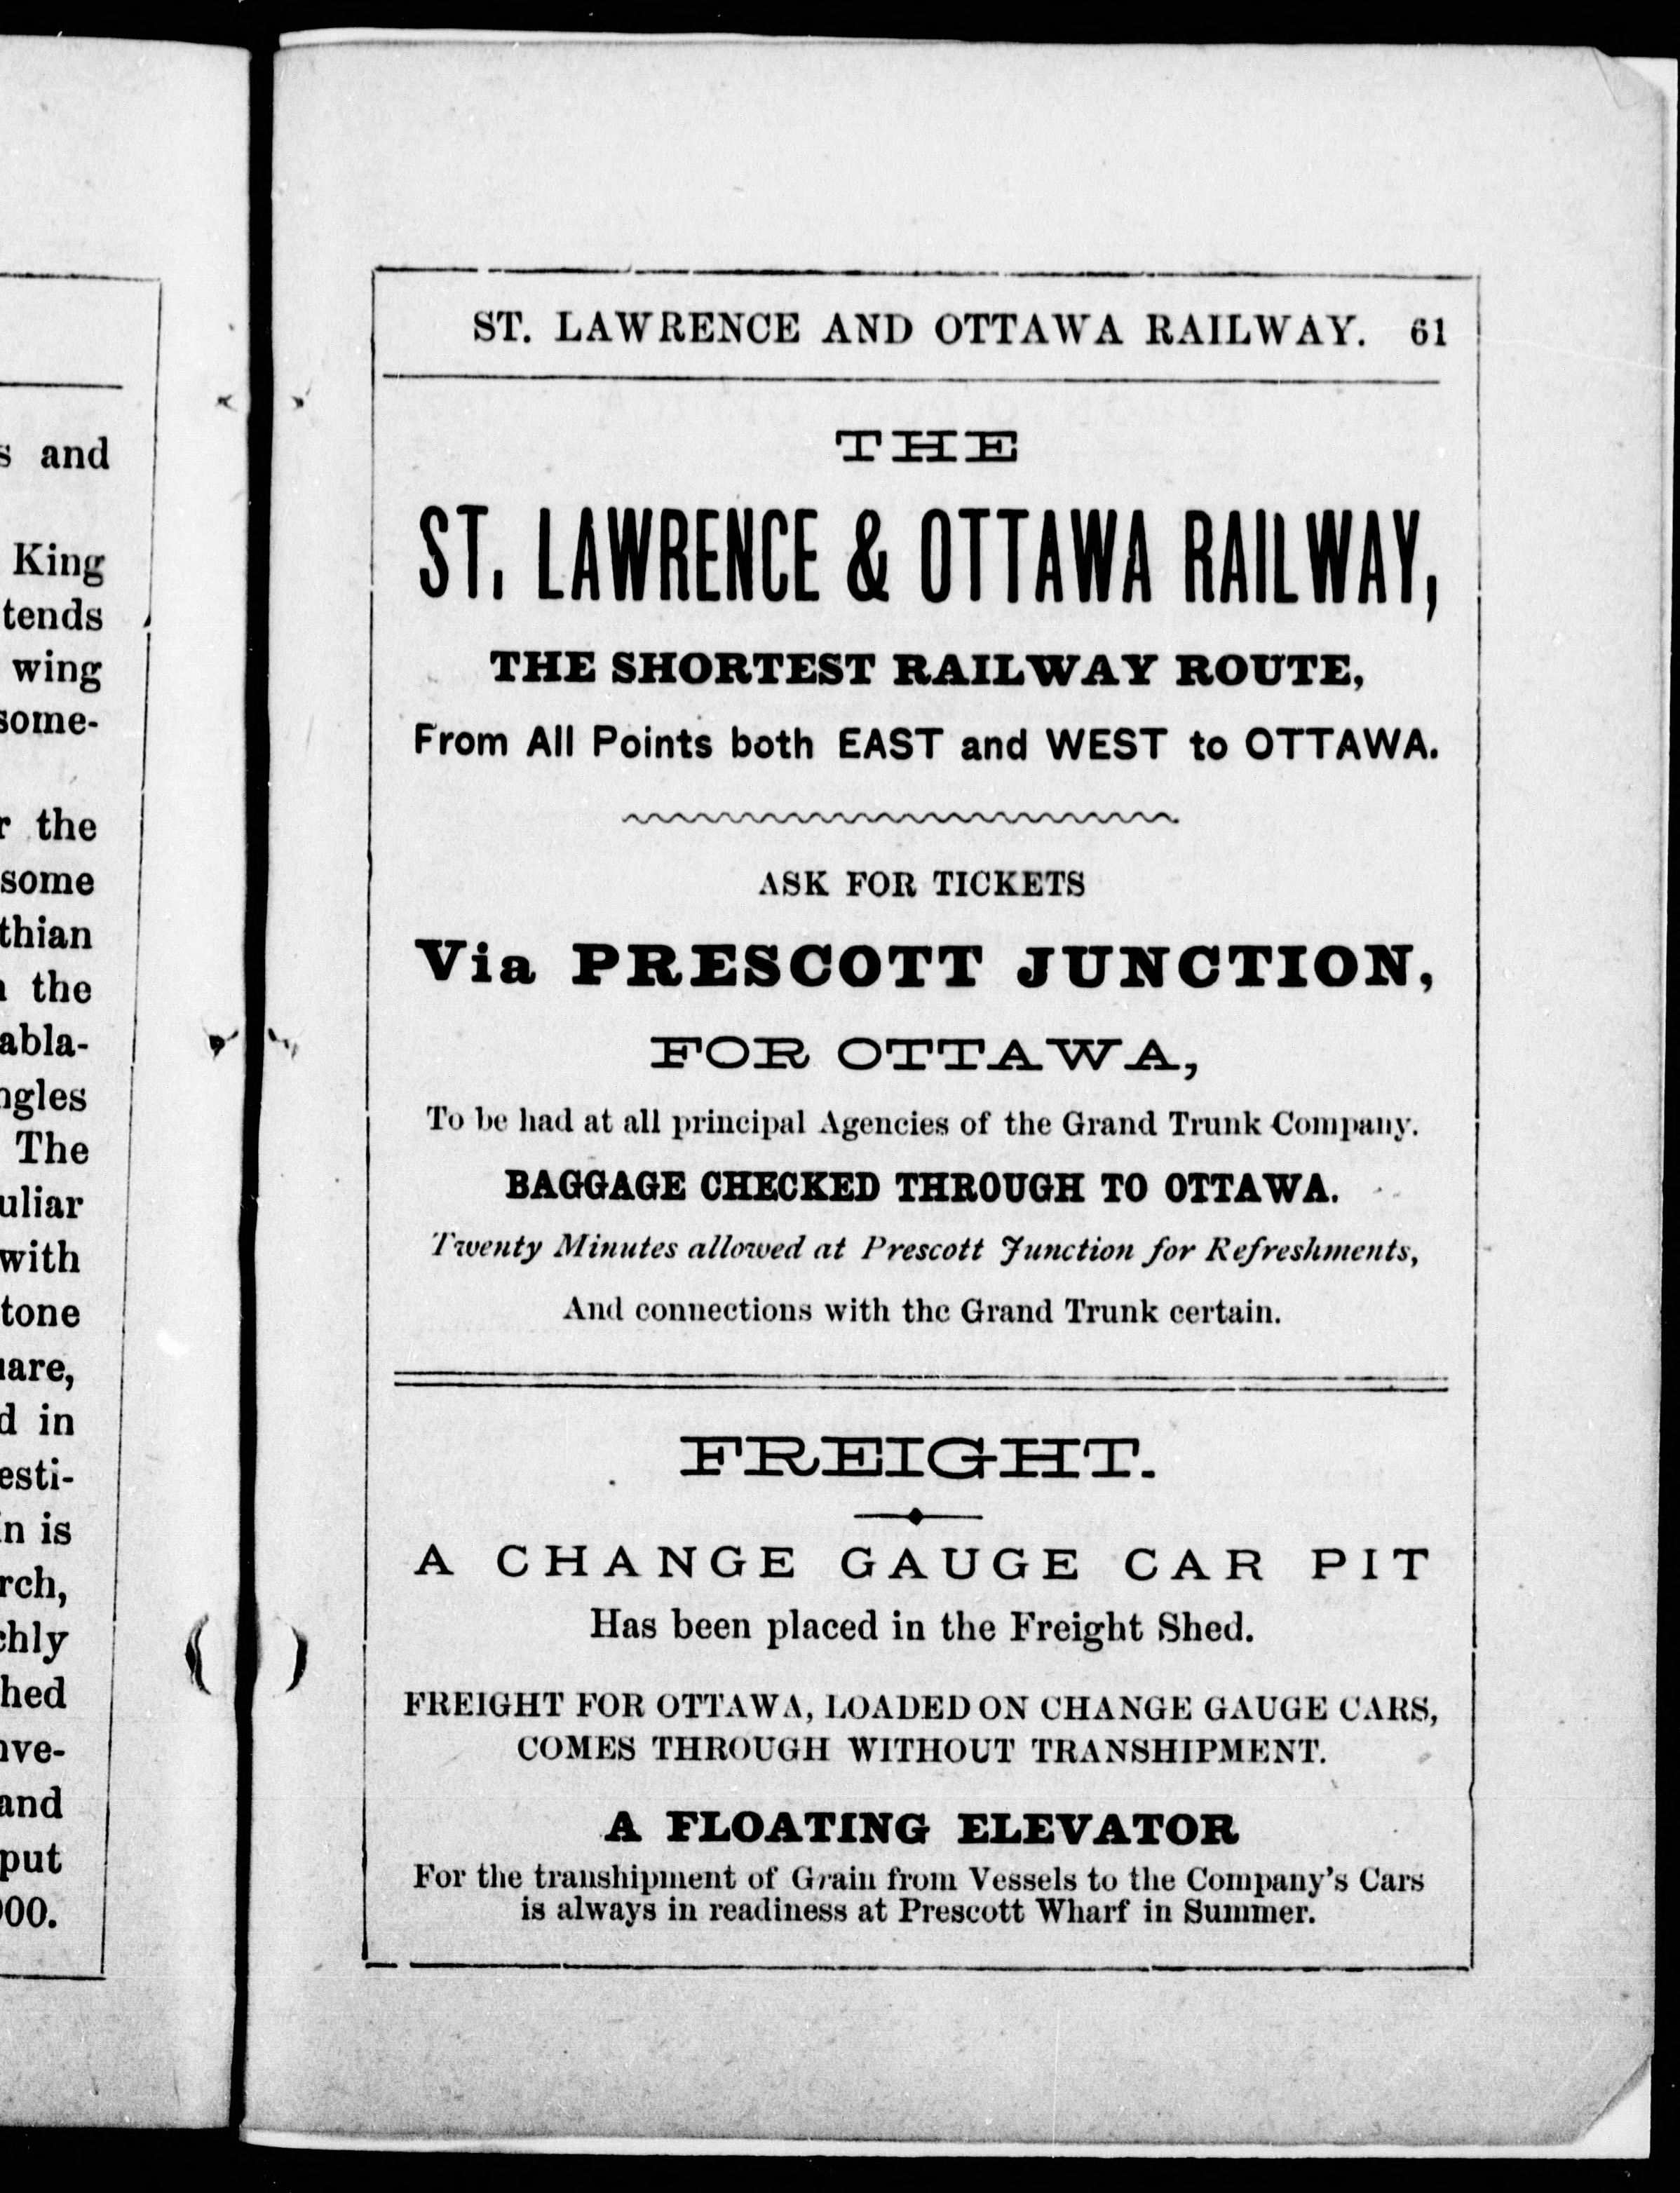 s and
King
tends
wing
some-
r the
some
thian
the
abla-
ngles
The
uliar
with
tone
uare,
d in
esti-
in is
rch,
chly
hed
nve-
and
put
000.
ST. LAWRENCE AND OTTAWA RAILWAY. 61
THE
ST. LAWRENCE & OTTAWA RAILWAY,
THE SHORTEST RAILWAY ROUTE,
From All Points both EAST and WEST to OTTAWA.
ASK FOR TICKETS
Via PRESCOTT JUNCTION,
FOR OTTAWA,
To be had at all principal Agencies of the Grand Trunk Company.
BAGGAGE CHECKED THROUGH TO OTTAWA.
Twenty Minutes allowed at Prescott Junction for Refreshments,
And connections with the Grand Trunk certain.
FREIGHT.
A CHANGE GAUGE CAR PIT
Has been placed in the Freight Shed.
FREIGHT FOR OTTAWA, LOADED ON CHANGE GAUGE CARS,
COMES THROUGH WITHOUT TRANSHIPMENT.
A FLOATING ELEVATOR
For the transhipment of Grain from Vessels to the Company's Cars
is always in readiness at Prescott Wharf in Summer.